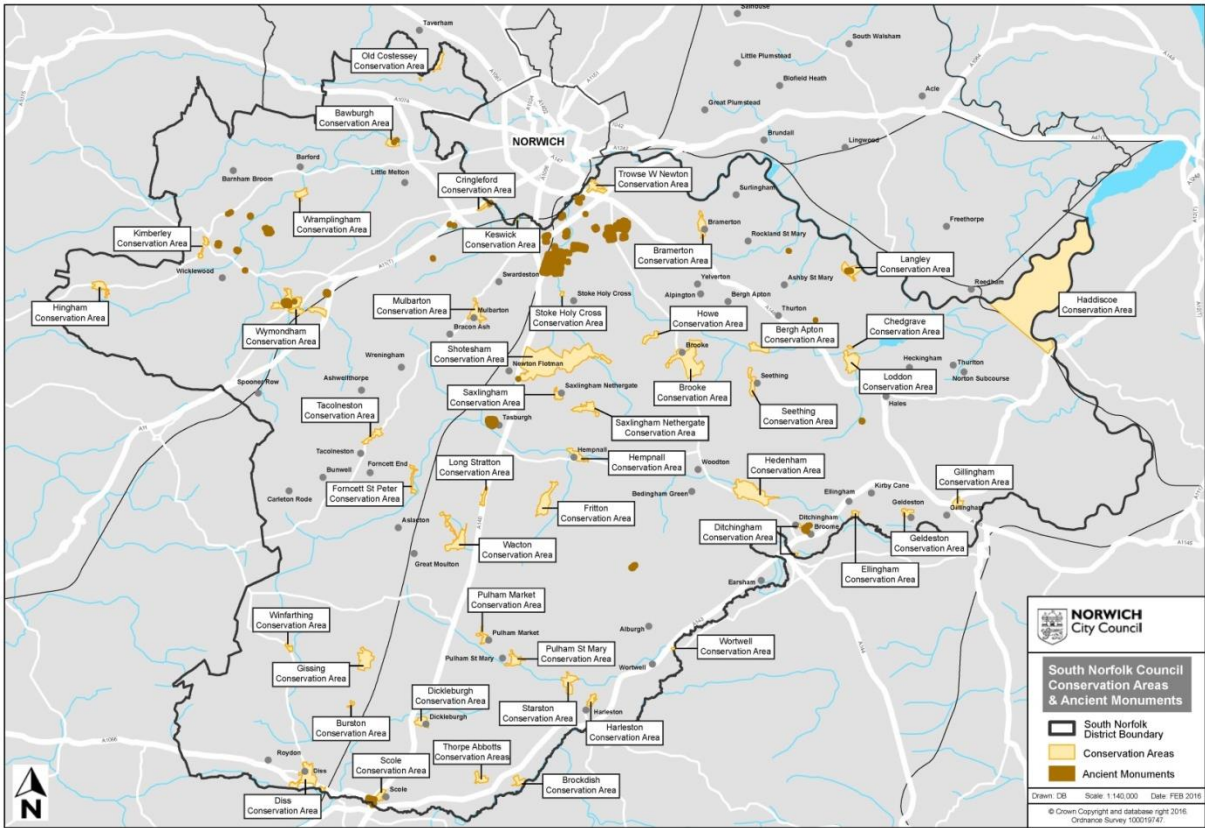 Salhouse
Taverham
South Walsham
Old Costessey
Conservation Area
Little Plumstead
Blofield Heath
Acle
Great Plumstead
Bawburgh
Conservation Area
NORWICH
Brundall
Lingwood
Barford
Barnham Broom
Little Melton
Cringleford
Conservation Area
Trowse W Newton
Conservation Area
Surlingham
Wramplingham
Conservation Area
Freethorpe
Kimberley
Conservation Area
Keswick
Conservation Area
Bramerton
Bramerton
Conservation Area
Rockland St Mary
Langley
Conservation Area
Wicklewood
Swardeston
Yelverton
Ashby St Mary
Reedham
Hingham
Conservation Area
Mulbarton
Conservation Area
Mulbarton
Stoke Holy Cross
Stoke Holy Cross
Conservation Area
Alpington
Bergh Apton
Thurton
Haddiscoe
Conservation Area
Howe
Conservation Area
Bergh Apton
Conservation Area
Chedgrave
Conservation Area
Wymondham
Conservation Area
Bracon Ash
Wreningham
Shotesham
Conservation Area
Newton Flotman
Brooke
Brooke
Conservation Area
Heckingham
Thurlton
Norton Subcourse
Loddon
Conservation Area
Spooner Row
Ashwellthorpe
Saxlingham
Conservation Area
Saxlingham Nethergate
Seething
Seething
Conservation Area
Hales
Tacolneston
Conservation Area
Saxlingham Nethergate
Conservation Area
Tasburgh
Tacolneston
Hempnall
Hempnall
Conservation Area
Woodton
Hedenham
Conservation Area
Gillingham
Conservation Area
Bunwell
Forncett End
Long Stratton
Conservation Area
Carleton Rode
Forncett St Peter
Conservation Area
Bedingham Green
Kirby Cane
Ellingham
Geldeston
Gillingham
Fritton
Conservation Area
Aslacton
Ditchingham
Conservation Area
Ditchingham
Broome
Geldeston
Conservation Area
Wacton
Conservation Area
Great Moulton
Ellingham
Conservation Area
Earsham
Pulham Market
Conservation Area
Winfarthing
Conservation Area
Pulham Market
Alburgh
Wortwell
Conservation Area
Gissing
Conservation Area
Pulham St Mary
Pulham St Mary
Conservation Area
Wortwell
Dickleburgh
Conservation Area
Dickleburgh
Starston
Conservation Area
Harleston
Harleston
Conservation Area
Burston
Conservation Area
Roydon
Diss
Diss
Conservation Area
Scole
Conservation Area
Scole
Thorpe Abbotts
Conservation Areas
Brockdish
Conservation Area
N
NORWICH
City Council
South Norfolk Council
Conservation Areas
& Ancient Monuments
South Norfolk
District Boundary
Conservation Areas
Ancient Monuments
Drawn: DB Scale: 1:140,000 Date: FEB 2016
© Crown Copyright and database right 2016.
Ordnance Survey 100019747.